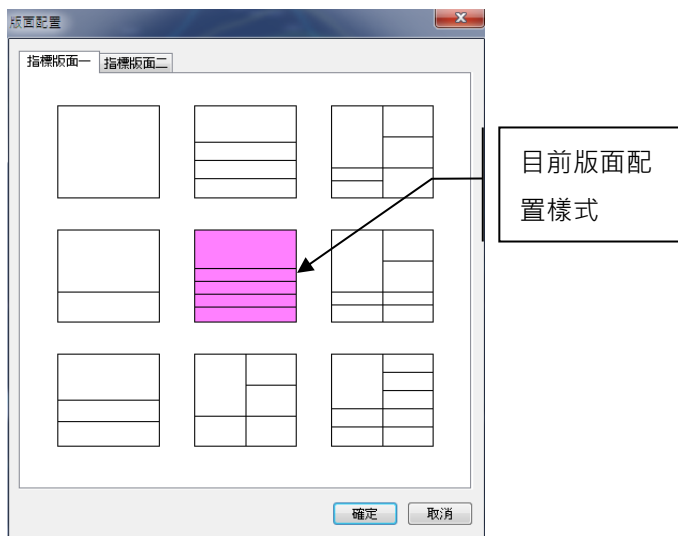 版面配置
指標版面一
指標版面二
目前版面配
置樣式
確定
取消